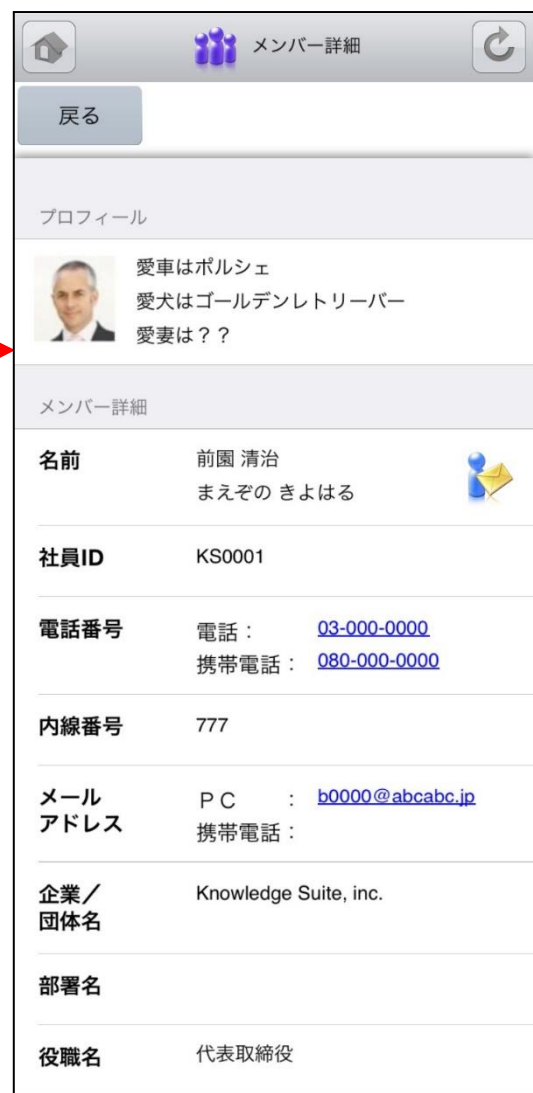 メンバー詳細
戻る
プロフィール
愛車はポルシェ
愛犬はゴールデンレトリーバー
愛妻は？？
メンバー詳細
名前 前園 清治
まえぞの きよはる
社員ID KS0001
電話番号 電話： 03-000-0000
携帯電話： 080-000-0000
内線番号 777
メール
アドレス
ＰＣ ： b0000@abcabc.jp
携帯電話：
企業／
団体名
Knowledge Suite, inc.
部署名
役職名 代表取締役